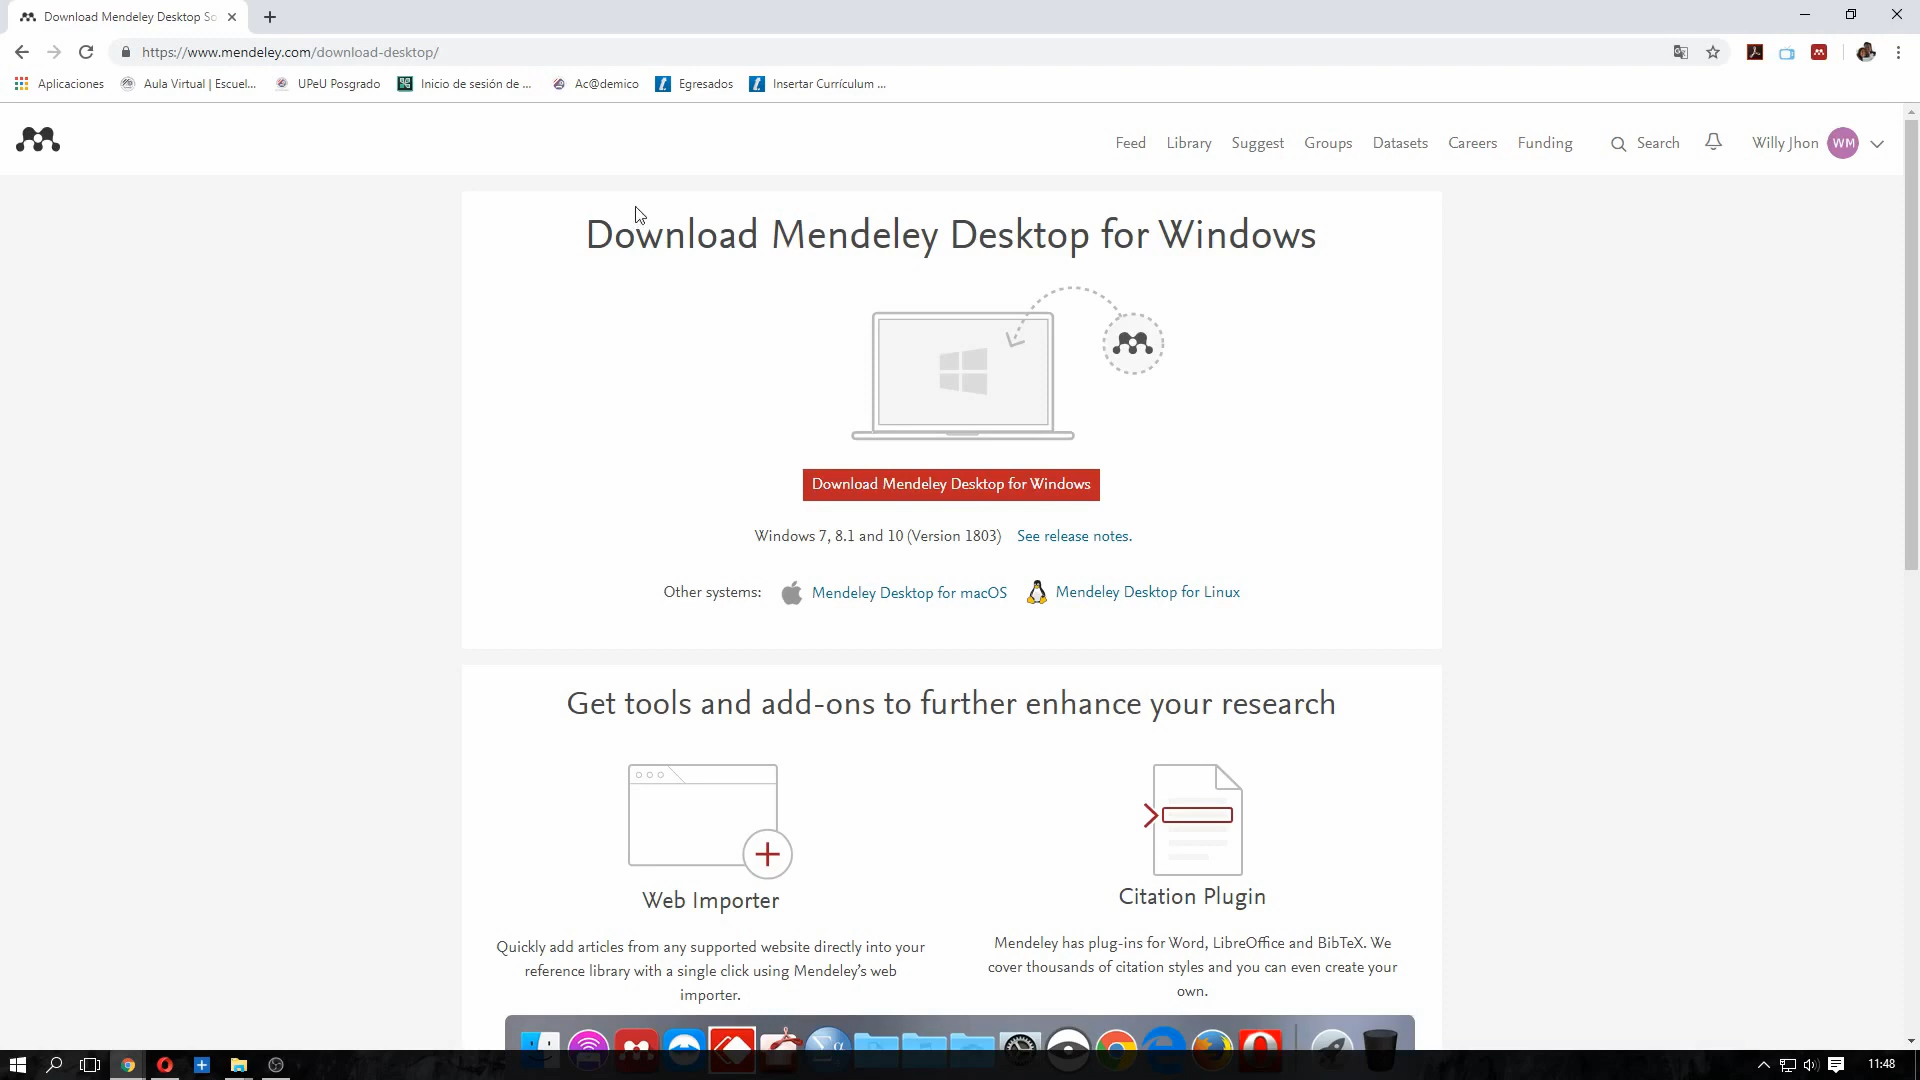 Download Mendeley Desktop So
https://www.mendeley.com/download-desktop/
Aplicaciones
Aula Virtual | Escuel...
UPeU Posgrado
Inicio de sesión de ...
Ac@demico
Egresados
Insertar Currículum ...
Feed
Library
Suggest
Groups
Datasets
Careers
Funding
Search
Willy Jhon
WM
Download Mendeley Desktop for Windows
Download Mendeley Desktop for Windows
Windows 7, 8.1 and 10 (Version 1803) See release notes.
Other systems: Mendeley Desktop for macOS Mendeley Desktop for Linux
Get tools and add-ons to further enhance your research
Web Importer
Quickly add articles from any supported website directly into your
reference library with a single click using Mendeley’s web
importer.
Citation Plugin
Mendeley has plug-ins for Word, LibreOffice and BibTeX. We
cover thousands of citation styles and you can even create your
own.
11:48